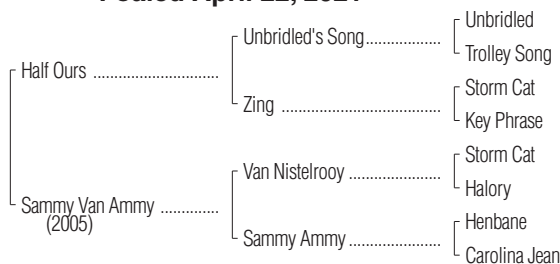 Foaled April 22, 2021
Unbridled
Unbridled's Song..................
Trolley Song
Half Ours ..............................
Storm Cat
Zing ......................................
Key Phrase
Storm Cat
Van Nistelrooy ......................
Halory
Sammy Van Ammy ..............
(2005)
Henbane
Sammy Ammy ......................
Carolina Jean